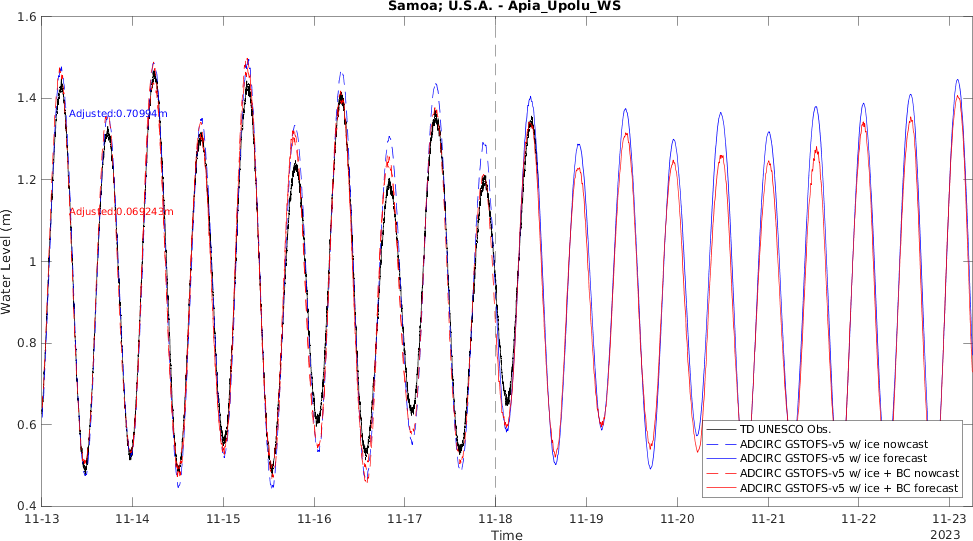 Samoa; U.S.A. - Apia_Upolu_WS
1.6
1.4
1.2
1
0.8
0.6
0.4
Water Level (m)
Adjusted:0.70994m
Adjusted:0.069243m
TD UNESCO Obs.
ADCIRC GSTOFS-v5 w/ ice nowcast
ADCIRC GSTOFS-v5 w/ ice forecast
ADCIRC GSTOFS-v5 w/ ice + BC nowcast
ADCIRC GSTOFS-v5 w/ ice + BC forecast
11-13 11-14 11-15 11-16 11-17 11-18 11-19 11-20 11-21 11-22 11-23
2023
Time